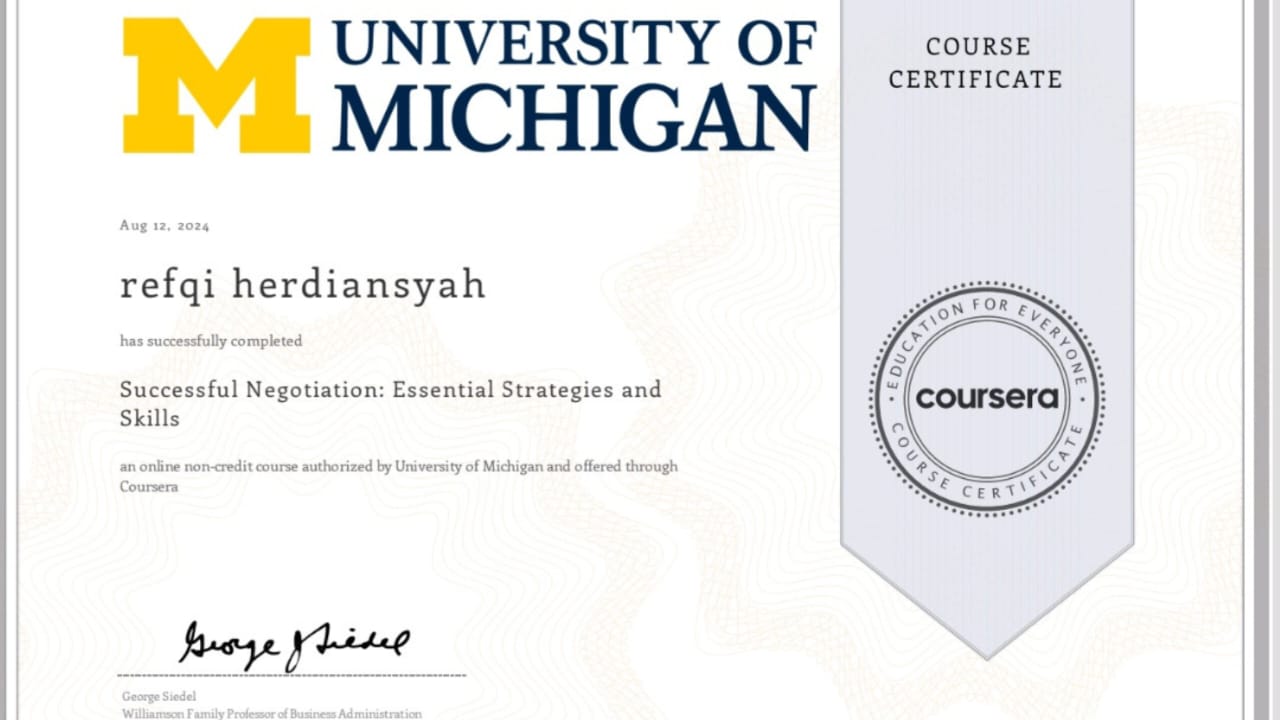 UNIVERSITY OF
MICHIGAN
COURSE
CERTIFICATE
Aug 12, 2024
refqi herdiansyah
has successfully completed
Successful Negotiation: Essential Strategies and
Skills
an online non-credit course authorized by University of Michigan and offered through
Coursera
EDUCATION FOR EVERYONE
coursera
COURSE CERTIFICATE
George J Siedel
George Siedel
Williamson Family Professor of Business Administration